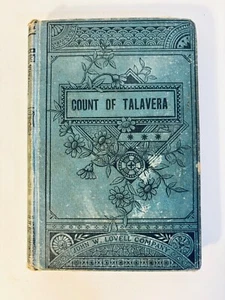 COUNT OF TALAVERA
JOHN W. LOVELL COMPANY